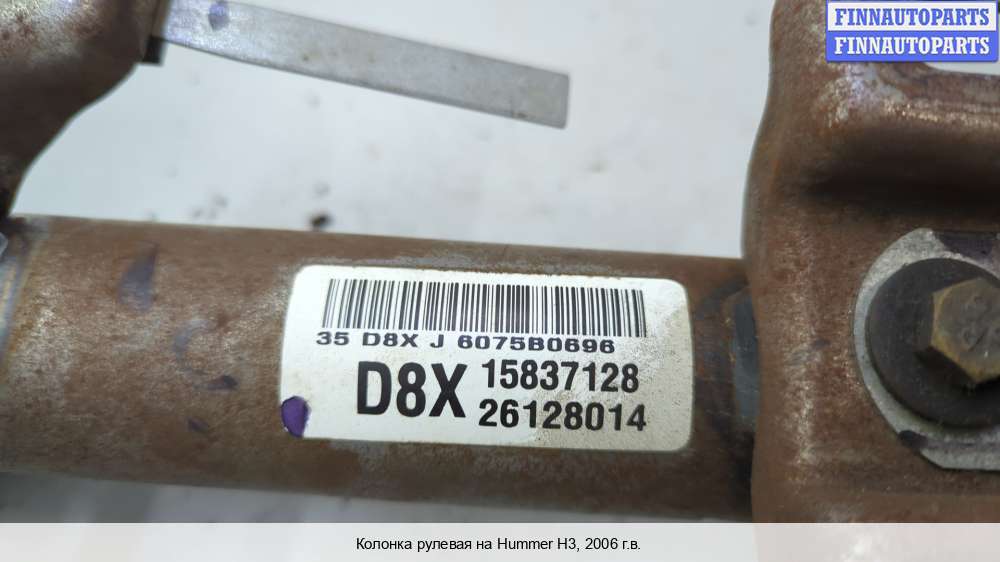 FINNAUTOPARTS
FINNAUTOPARTS
35 D8X J 6075B0696
D8X 15837128
26128014
Колонка рулевая на Hummer H3, 2006 г.в.